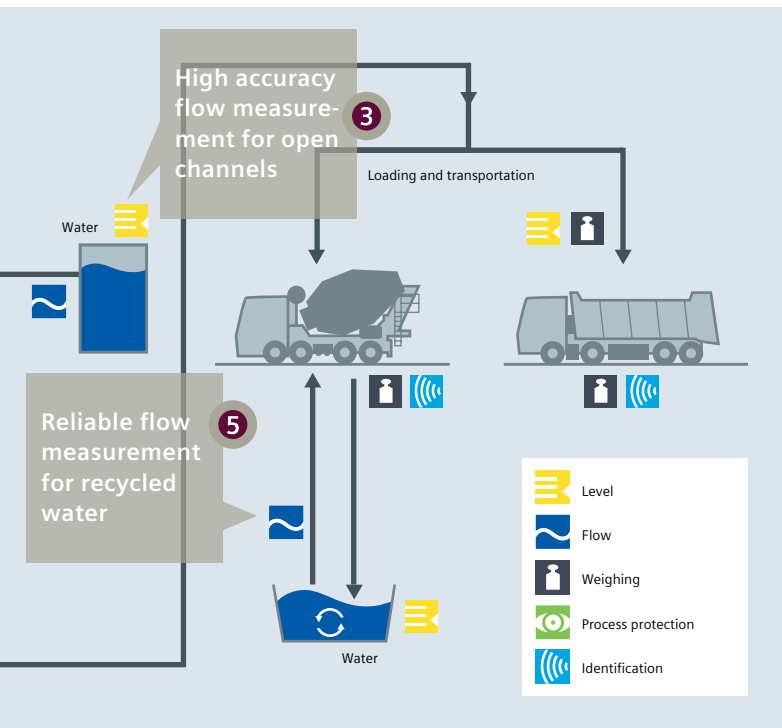 High accuracy
flow measure-
ment for open
channels
3
Loading and transportation
Water
Reliable flow
measurement
for recycled
water
5
Water
Level
Flow
Weighing
Process protection
Identification